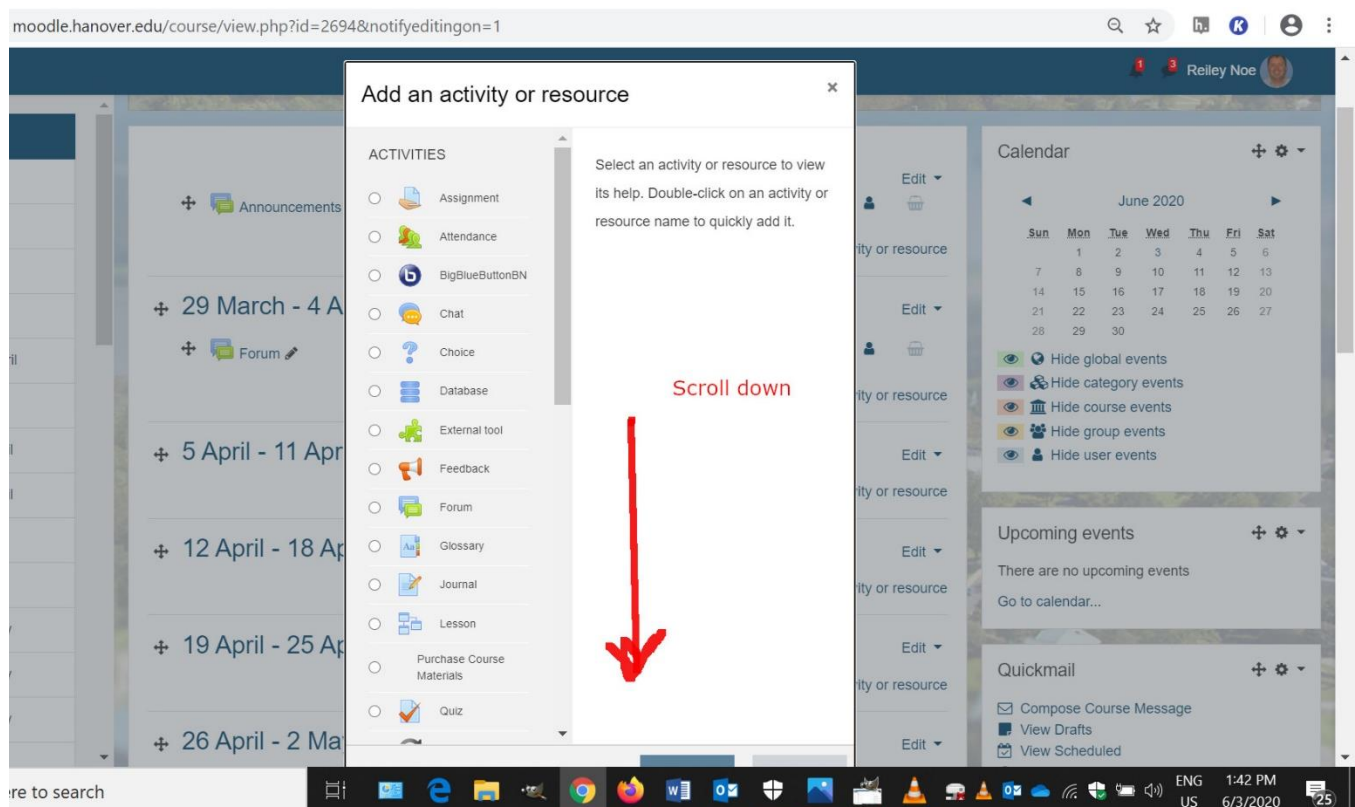 moodle.hanover.edu/course/view.php?id=2694&notifyeditingon=1
h.
K
1
3
Reiley Noe
Add an activity or resource
×
ACTIVITIES
Assignment
Attendance
b
BigBlueButtonBN
Chat
?
Choice
Database
External tool
Feedback
Forum
Aa
Glossary
Journal
Lesson
Purchase Course
Materials
Quiz
Select an activity or resource to view
its help. Double-click on an activity or
resource name to quickly add it.
Scroll down
Announcements
Edit
ity or resource
29 March - 4 A
Edit
Forum
ity or resource
5 April - 11 Apr
Edit
ity or resource
12 April - 18 Ap
Edit
ity or resource
19 April - 25 Ap
Edit
ity or resource
26 April - 2 Ma
Edit
Calendar
June 2020
Sun Mon Tue Wed Thu Fri Sat
1 2 3 4 5 6
7 8 9 10 11 12 13
14 15 16 17 18 19 20
21 22 23 24 25 26 27
28 29 30
Hide global events
Hide category events
Hide course events
Hide group events
Hide user events
Upcoming events
There are no upcoming events
Go to calendar...
Quickmail
Compose Course Message
View Drafts
View Scheduled
ere to search
ENG
US
1:42 PM
6/3/2020
25